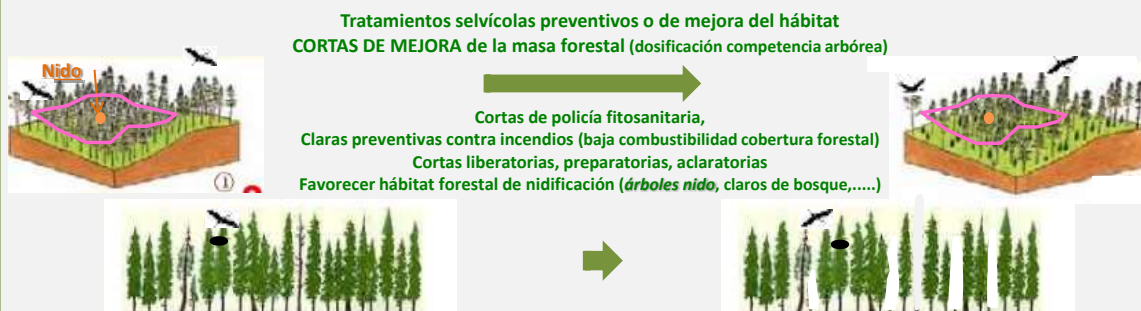 Tratamientos selvícolas preventivos o de mejora del hábitat
CORTAS DE MEJORA de la masa forestal (dosificación competencia arbórea)
Nido
Cortas de policía fitosanitaria,
Claras preventivas contra incendios (baja combustibilidad cobertura forestal)
Cortas liberatorias, preparatorias, aclaratorias
Favorecer hábitat forestal de nidificación (árboles nido, claros de bosque,.....)
①